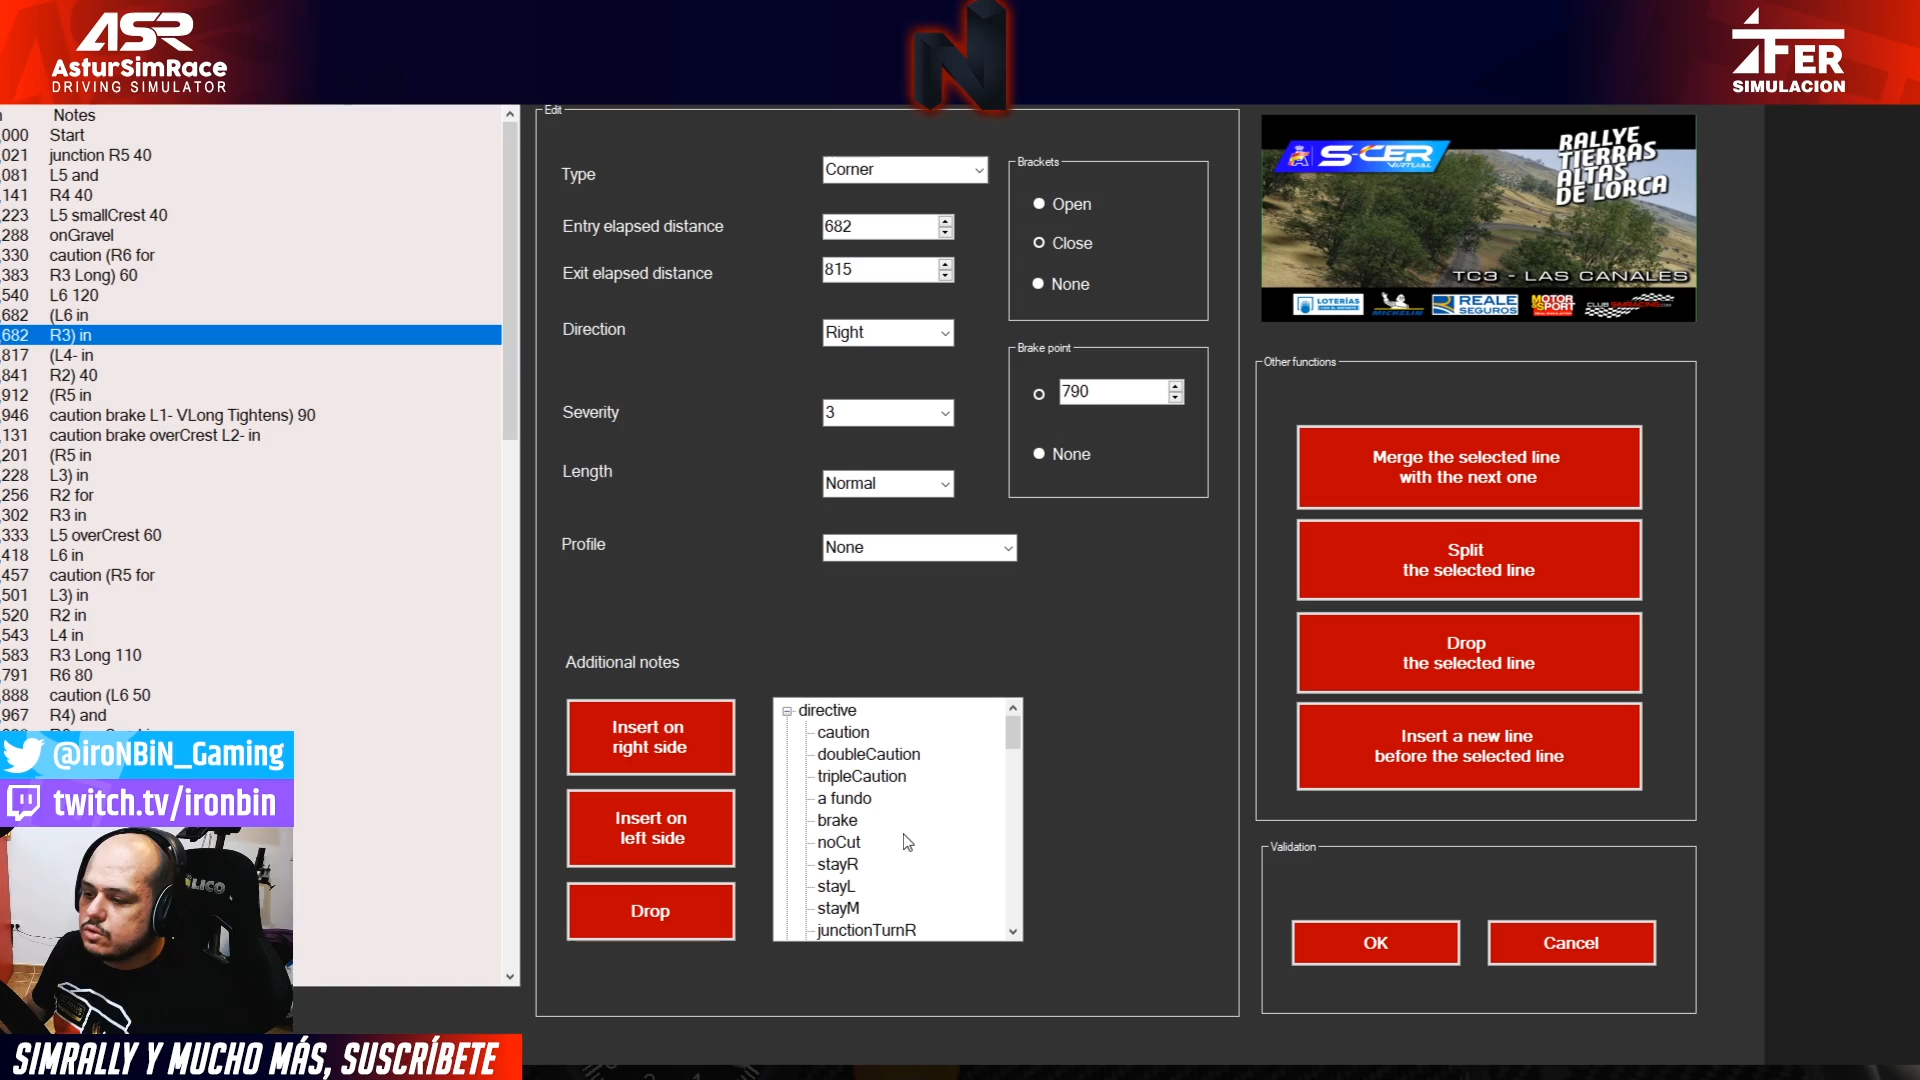 ASR
AsturSimRace
DRIVING SIMULATOR
N
FER
SIMULACION
Notes
,000 Start
,021 junction R5 40
,081 L5 and
,141 R4 40
,223 L5 smallCrest 40
,288 onGravel
,330 caution (R6 for
,383 R3 Long) 60
,540 L6 120
,682 (L6 in
,682 R3) in
,817 (L4- in
,841 R2) 40
,912 (R5 in
,946 caution brake L1- VLong Tightens) 90
,131 caution brake overCrest L2- in
,201 (R5 in
,228 L3) in
,256 R2 for
,302 R3 in
,333 L5 overCrest 60
,418 L6 in
,457 caution (R5 for
,501 L3) in
,520 R2 in
,543 L4 in
,583 R3 Long 110
,791 R6 80
,888 caution (L6 50
,967 R4) and
@iroNBiN_Gaming
twitch.tv/ironbin
LICO
SIMRALLY Y MUCHO MÁS, SUSCRÍBETE
Edit
Type
Corner
Entry elapsed distance
682
Exit elapsed distance
815
Direction
Right
Severity
3
Length
Normal
Profile
None
Brackets
Open
Close
None
Brake point
790
None
Additional notes
Insert on
right side
Insert on
left side
Drop
directive
caution
doubleCaution
tripleCaution
a fundo
brake
noCut
stayR
stayL
stayM
junctionTurnR
S-CER
VIRTUAL
RALLYE
TIERRAS
ALTAS
DE LORCA
TC3 - LAS CANALES
LOTERÍAS
MICHELIN
REALE
SEGUROS
MOTOR
SPORT
CLUB SIMRACING.COM
Other functions
Merge the selected line
with the next one
Split
the selected line
Drop
the selected line
Insert a new line
before the selected line
Validation
OK
Cancel